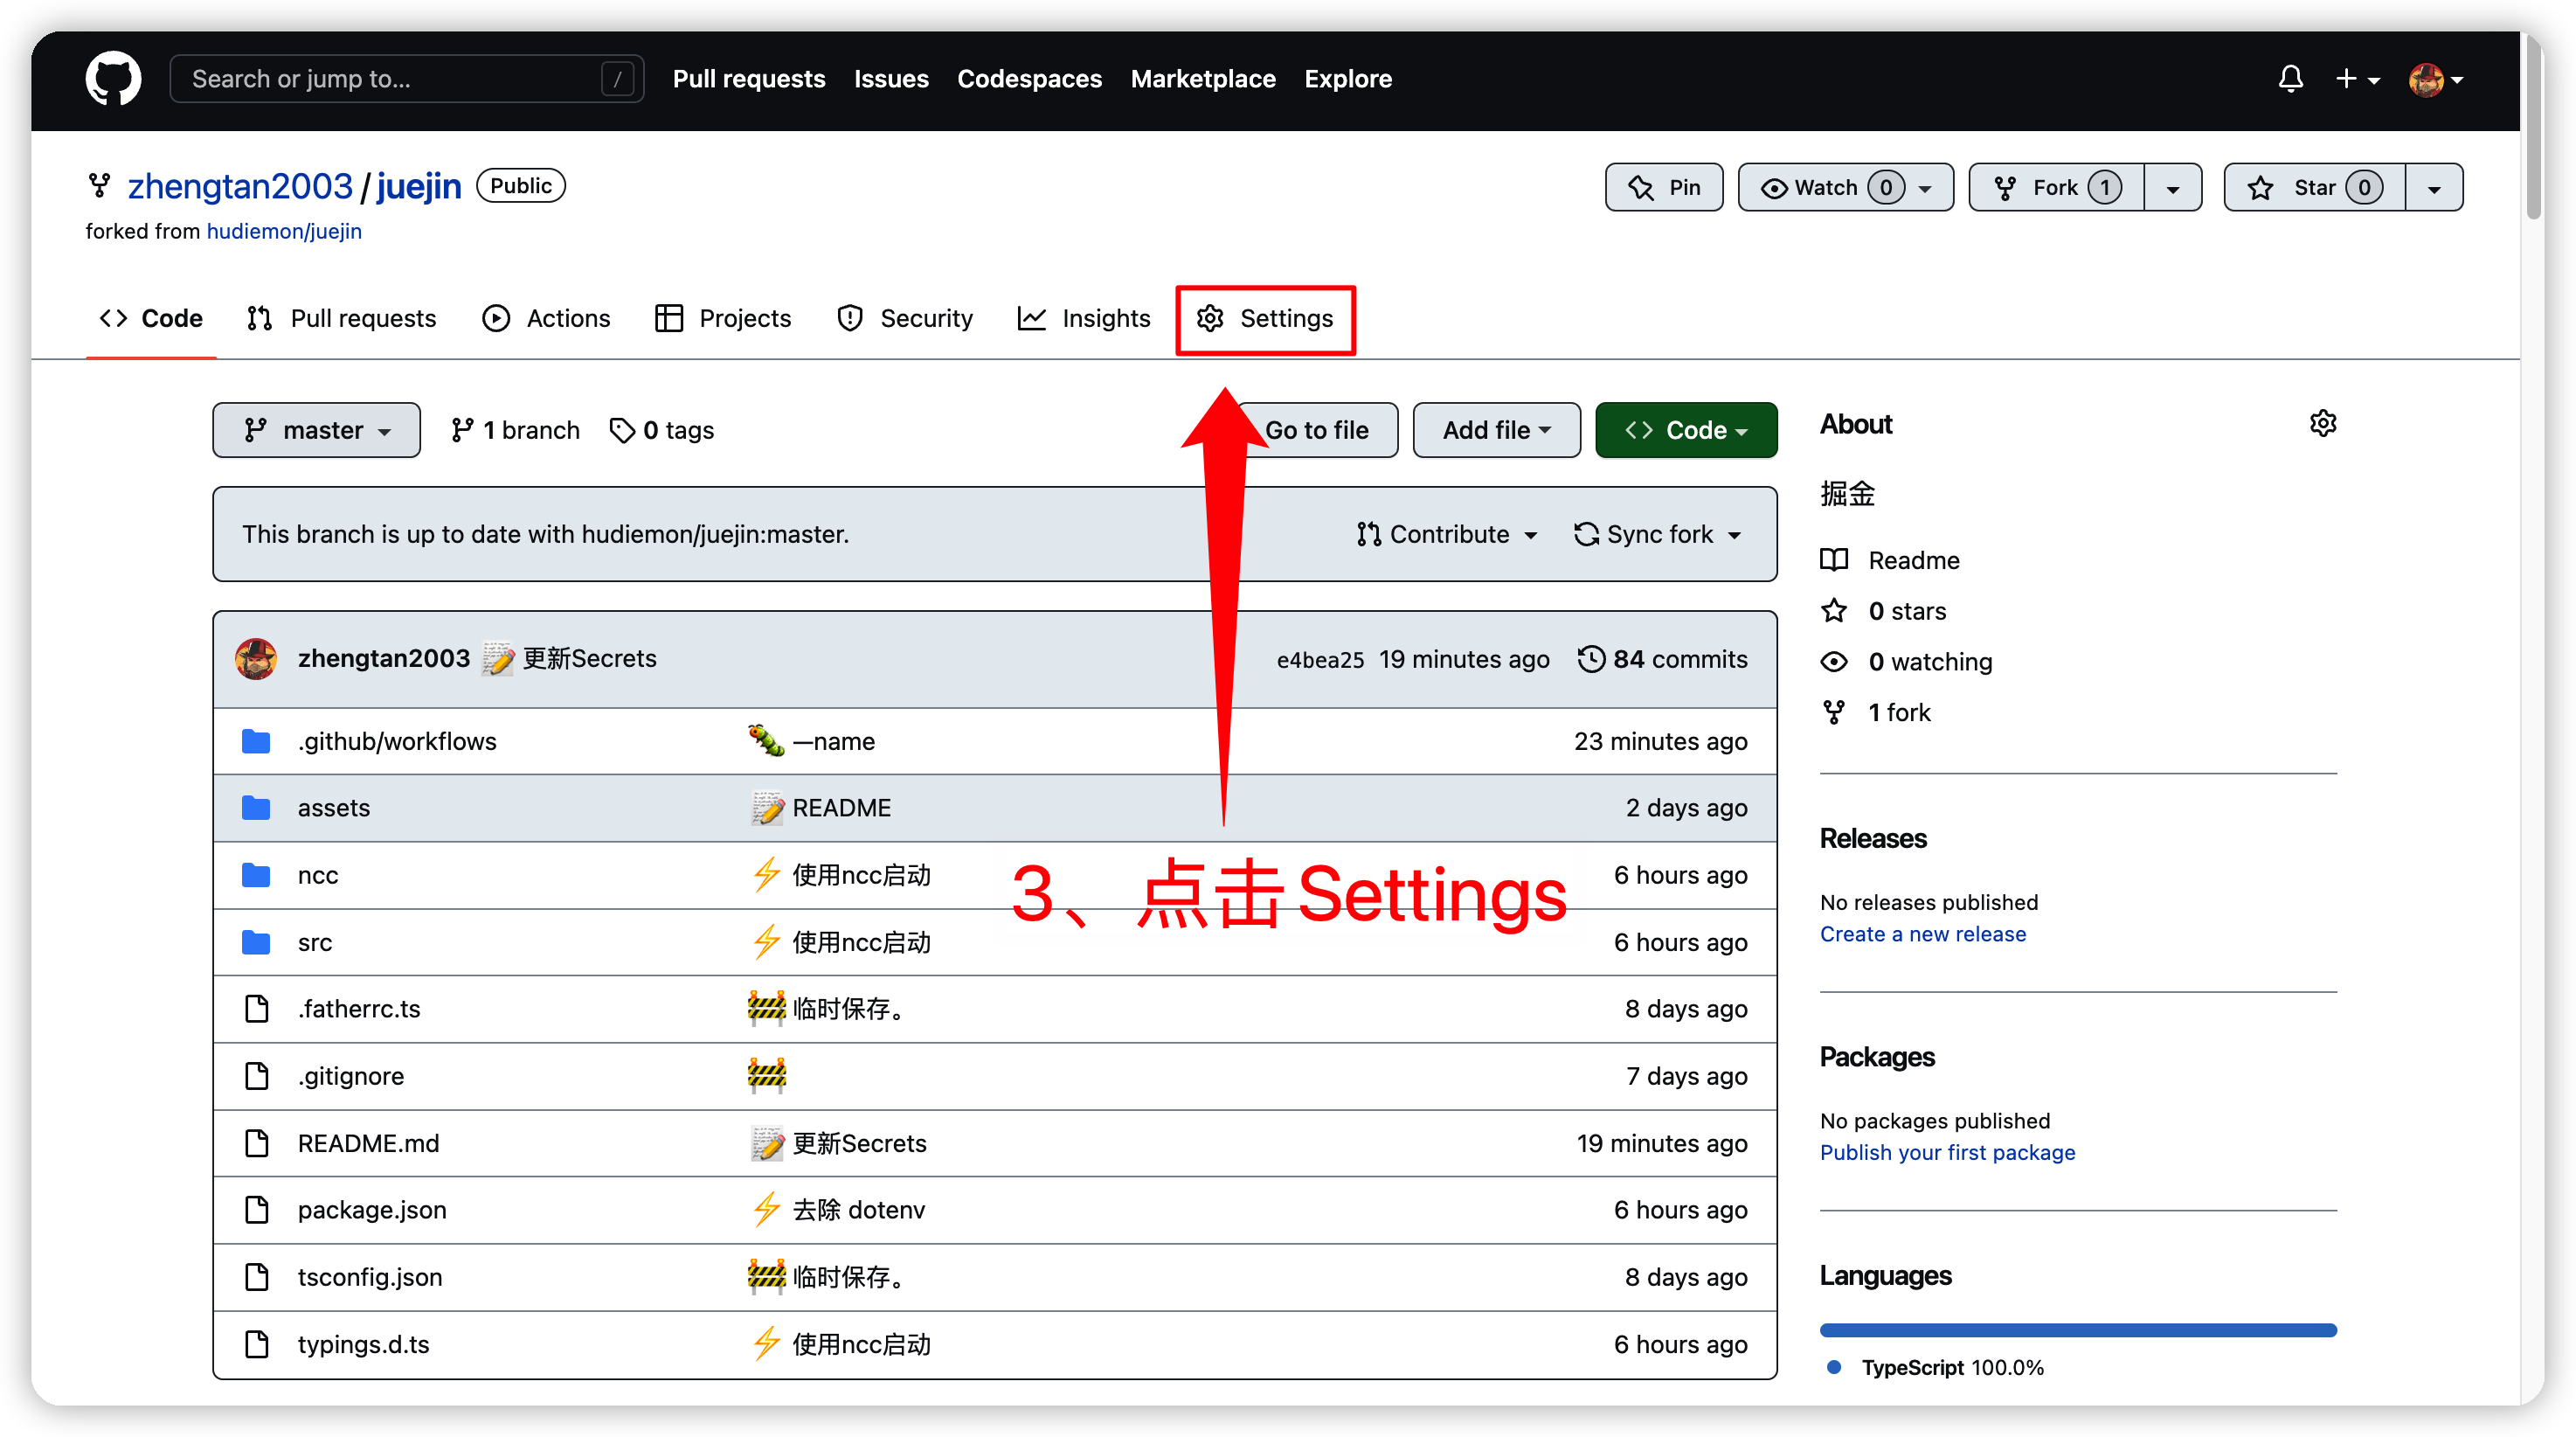 Search or jump to... /
Pull requests Issues Codespaces Marketplace Explore
zhengtan2003 / juejin Public
forked from hudiemon/juejin
Pin
Watch 0
Fork 1
Star 0
Code Pull requests Actions Projects Security Insights Settings
master 1 branch 0 tags
Go to file Add file Code
This branch is up to date with hudiemon/juejin:master.
Contribute Sync fork
zhengtan2003 📝 更新Secrets e4bea25 19 minutes ago 84 commits
.github/workflows 🐛 —name 23 minutes ago
assets 📝 README 2 days ago
ncc ⚡ 使用ncc启动 6 hours ago
src ⚡ 使用ncc启动 6 hours ago
.fatherrc.ts 🚧 临时保存。 8 days ago
.gitignore 🚧 7 days ago
README.md 📝 更新Secrets 19 minutes ago
package.json ⚡ 去除 dotenv 6 hours ago
tsconfig.json 🚧 临时保存。 8 days ago
typings.d.ts ⚡ 使用ncc启动 6 hours ago
3、点击Settings
About
掘金
Readme
0 stars
0 watching
1 fork
Releases
No releases published
Create a new release
Packages
No packages published
Publish your first package
Languages
TypeScript 100.0%